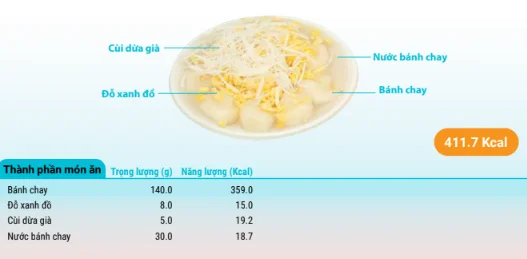 Cùi dừa già
Nước bánh chay
Đỗ xanh đồ
Bánh chay
411.7 Kcal
Thành phần món ăn Trọng lượng (g) Năng lượng (Kcal)
Bánh chay 140.0 359.0
Đỗ xanh đồ 8.0 15.0
Cùi dừa già 5.0 19.2
Nước bánh chay 30.0 18.7